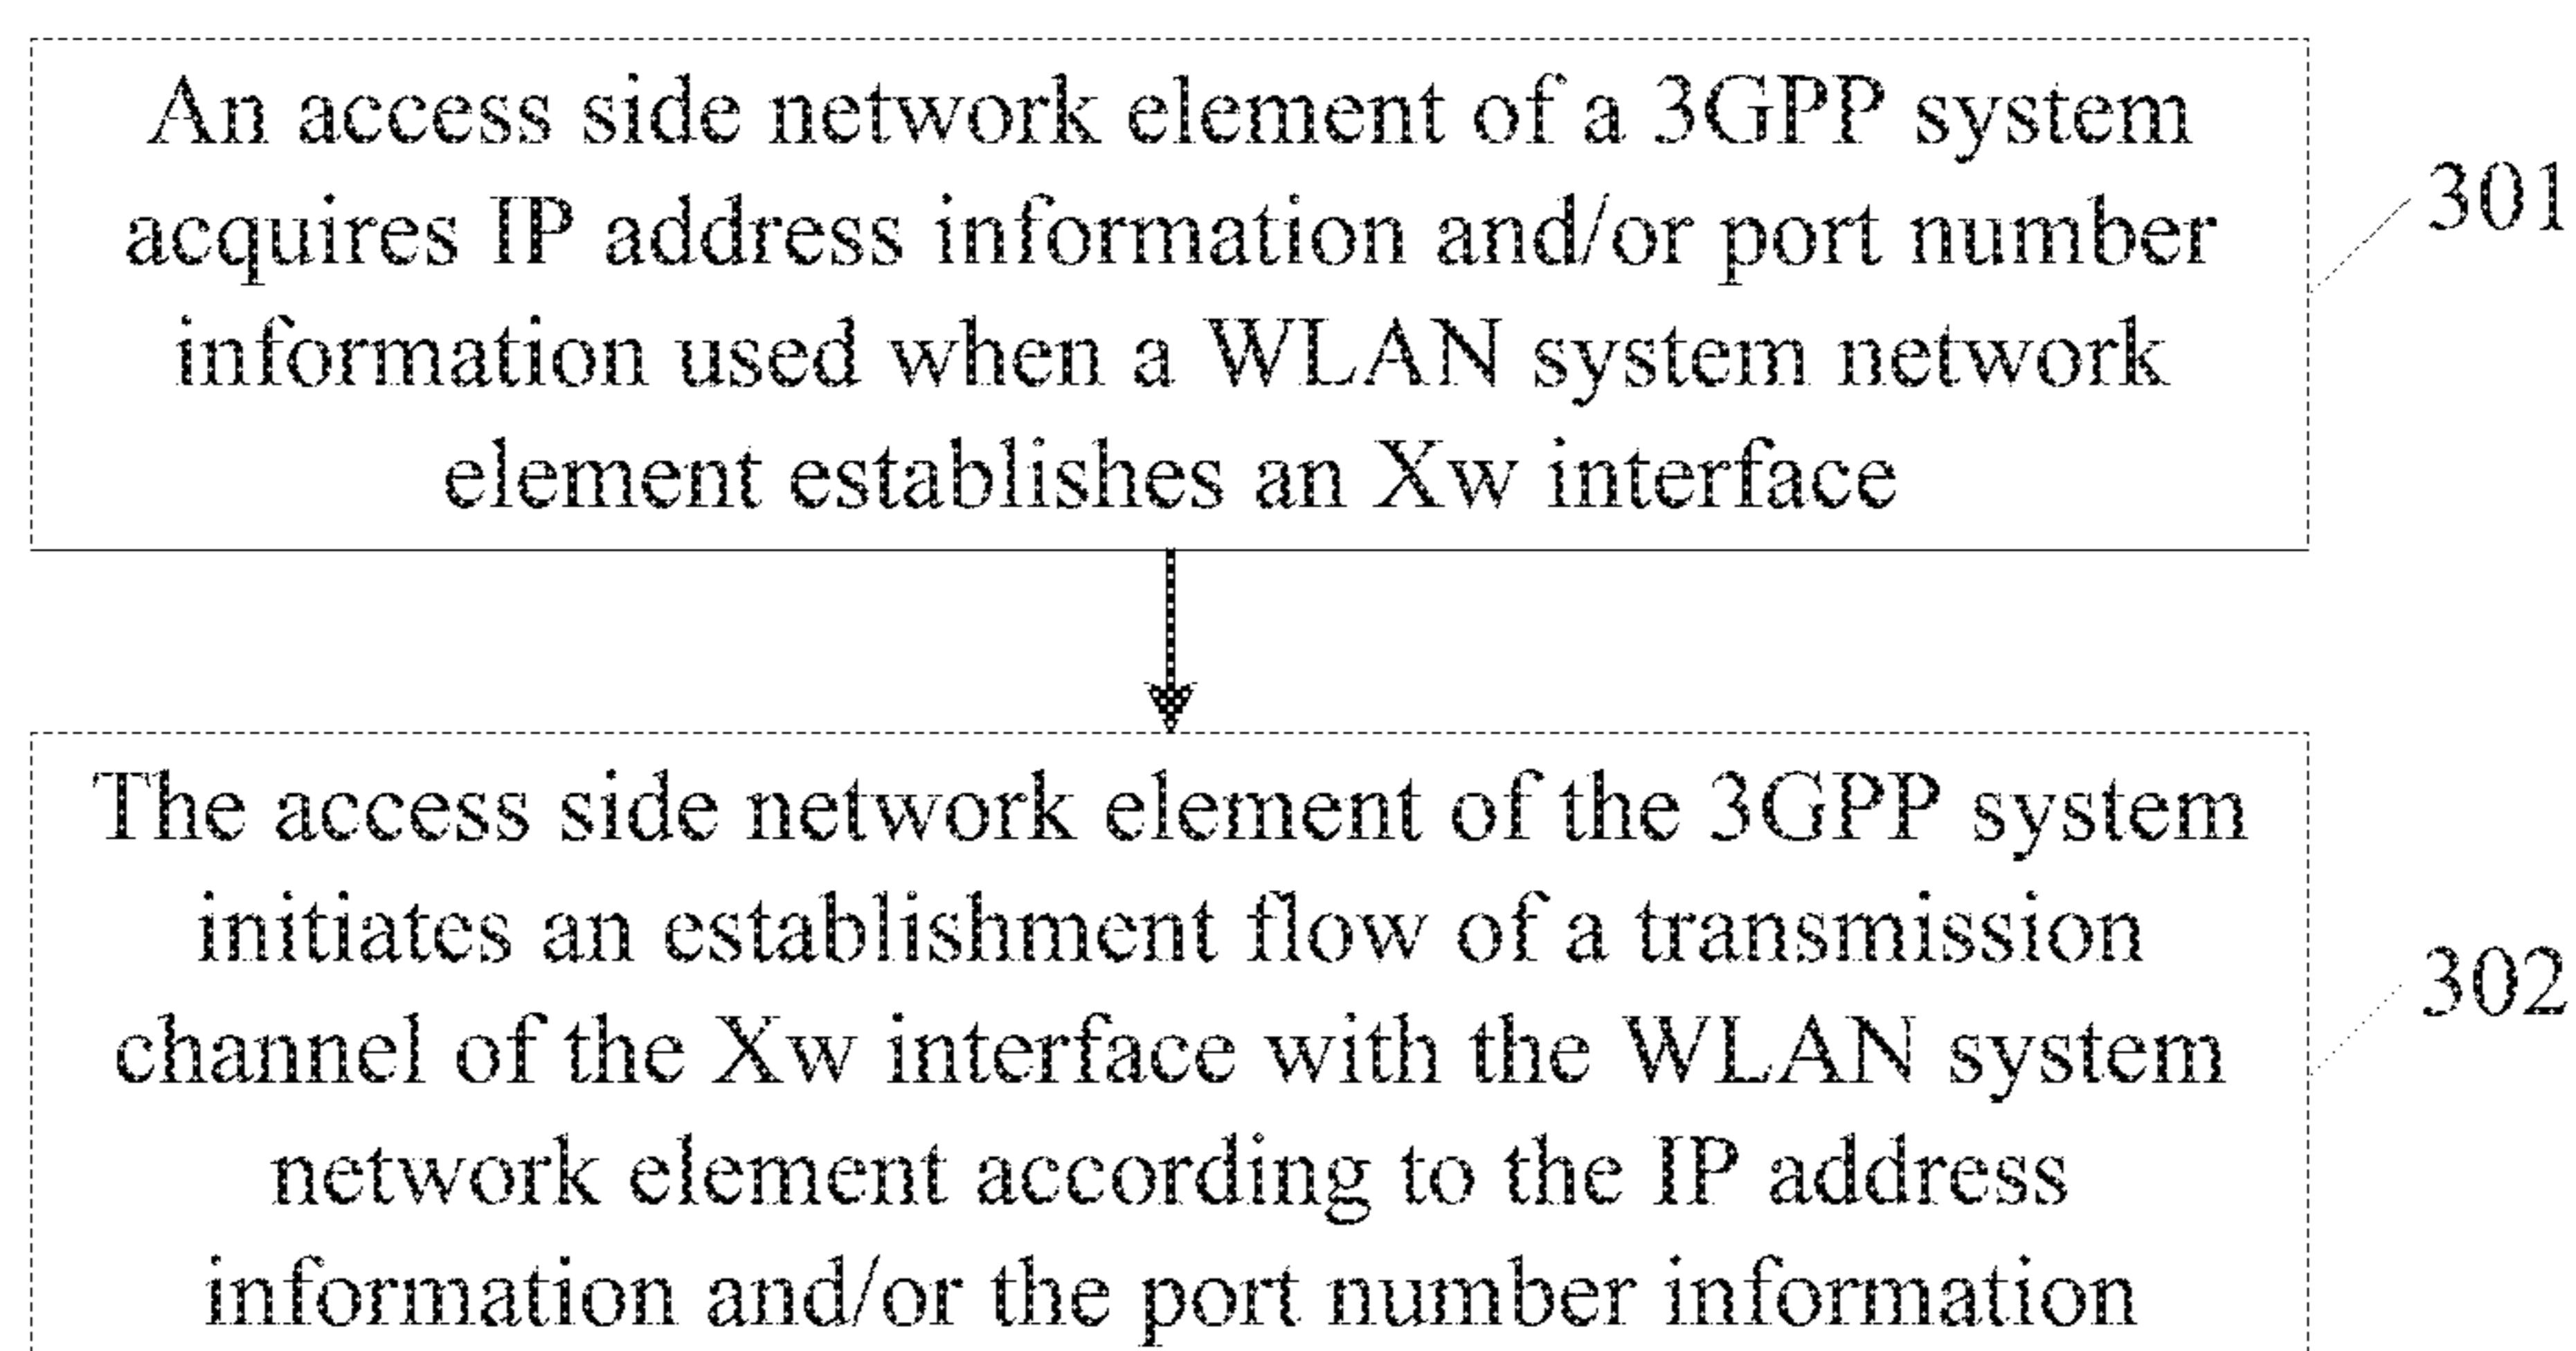 An access side network element of a 3GPP system
acquires IP address information and/or port number
information used when a WLAN system network
element establishes an Xw interface
301
The access side network element of the 3GPP system
initiates an establishment flow of a transmission
channel of the Xw interface with the WLAN system
network element according to the IP address
information and/or the port number information
302